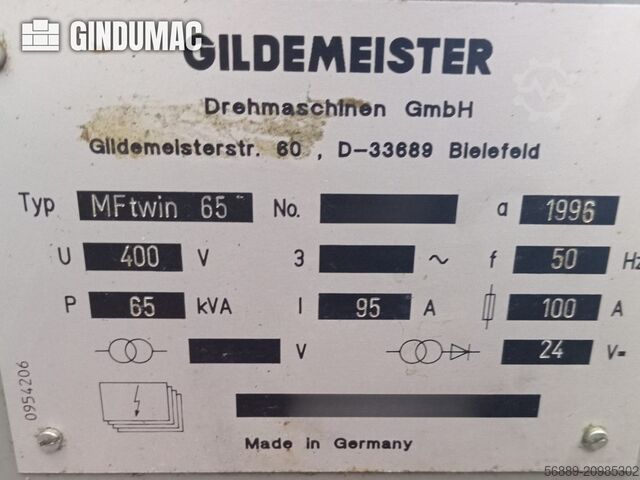 GINDUMAC
GILDEMEISTER
Drehmaschinen GmbH
Gildemeisterstr. 60 , D-33689 Bielefeld
Typ MFtwin 65 No. a 1996
U 400 V 3 ~ f 50 Hz
P 65 kVA I 95 A 100 A
V 24 V=
0954206
Made in Germany
56889-20985302